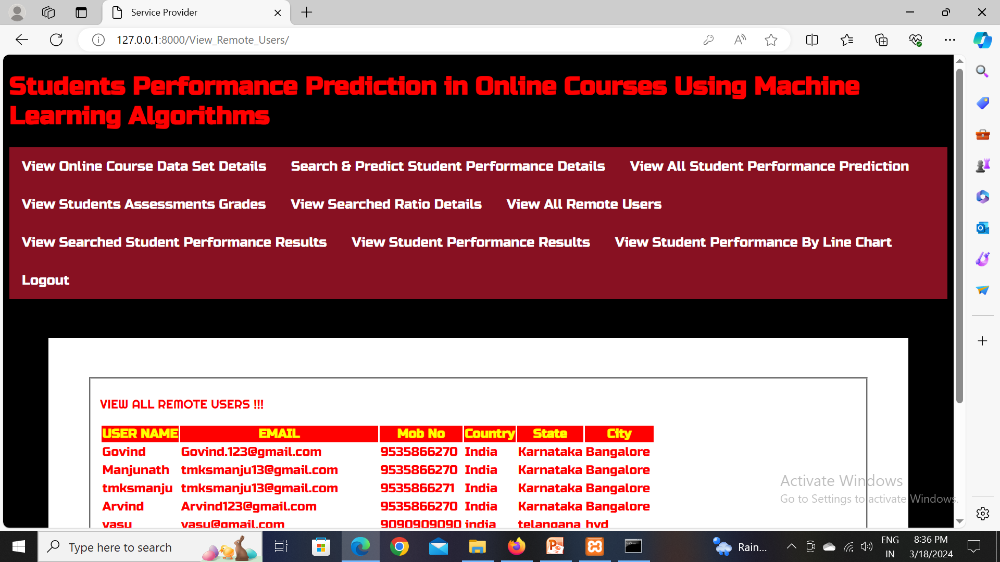 Service Provider
127.0.0.1:8000/View_Remote_Users/
Students Performance Prediction in Online Courses Using Machine
Learning Algorithms
View Online Course Data Set Details Search & Predict Student Performance Details View All Student Performance Prediction
View Students Assessments Grades View Searched Ratio Details View All Remote Users
View Searched Student Performance Results View Student Performance Results View Student Performance By Line Chart
Logout
VIEW ALL REMOTE USERS !!!
USER NAME EMAIL Mob No Country State City
Govind Govind.123@gmail.com 9535866270 India Karnataka Bangalore
Manjunath tmksmanju13@gmail.com 9535866270 India Karnataka Bangalore
tmksmanju tmksmanju13@gmail.com 9535866271 India Karnataka Bangalore
Arvind Arvind123@gmail.com 9535866270 India Karnataka Bangalore
vasu vasu@gmail.com 9090909090 india telangana hyd
Activate Windows
Go to Settings to activate Windows.
Type here to search
Rain...
ENG
IN
8:36 PM
3/18/2024